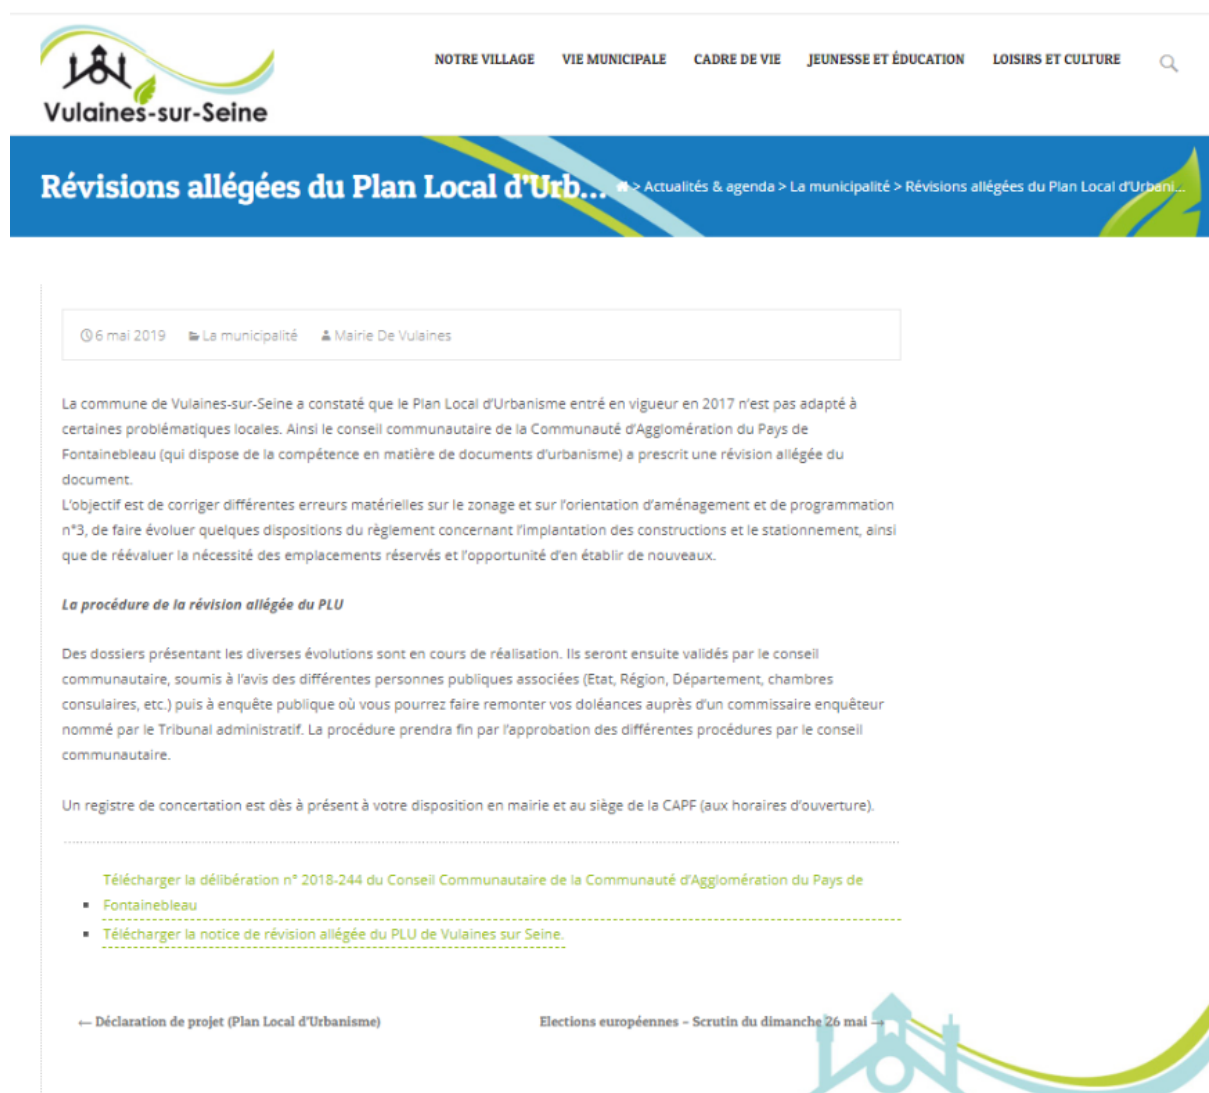 Vulaines-sur-Seine
NOTRE VILLAGE VIE MUNICIPALE CADRE DE VIE JEUNESSE ET ÉDUCATION LOISIRS ET CULTURE
Révisions allégées du Plan Local d'Urb... > Actualités & agenda > La municipalité > Révisions allégées du Plan Local d'Urbani...
6 mai 2019 La municipalité Mairie De Vulaines
La commune de Vulaines-sur-Seine a constaté que le Plan Local d'Urbanisme entré en vigueur en 2017 n'est pas adapté à
certaines problématiques locales. Ainsi le conseil communautaire de la Communauté d'Agglomération du Pays de
Fontainebleau (qui dispose de la compétence en matière de documents d'urbanisme) a prescrit une révision allégée du
document.
L'objectif est de corriger différentes erreurs matérielles sur le zonage et sur l'orientation d'aménagement et de programmation
n°3, de faire évoluer quelques dispositions du règlement concernant l'implantation des constructions et le stationnement, ainsi
que de réévaluer la nécessité des emplacements réservés et l'opportunité d'en établir de nouveaux.
La procédure de la révision allégée du PLU
Des dossiers présentant les diverses évolutions sont en cours de réalisation. Ils seront ensuite validés par le conseil
communautaire, soumis à l'avis des différentes personnes publiques associées (Etat, Région, Département, chambres
consulaires, etc.) puis à enquête publique où vous pourrez faire remonter vos doléances auprès d'un commissaire enquêteur
nommé par le Tribunal administratif. La procédure prendra fin par l'approbation des différentes procédures par le conseil
communautaire.
Un registre de concertation est dès à présent à votre disposition en mairie et au siège de la CAPF (aux horaires d'ouverture).
Télécharger la délibération n° 2018-244 du Conseil Communautaire de la Communauté d'Agglomération du Pays de
Fontainebleau
Télécharger la notice de révision allégée du PLU de Vulaines sur Seine.
← Déclaration de projet (Plan Local d'Urbanisme) Elections européennes – Scrutin du dimanche 26 mai →